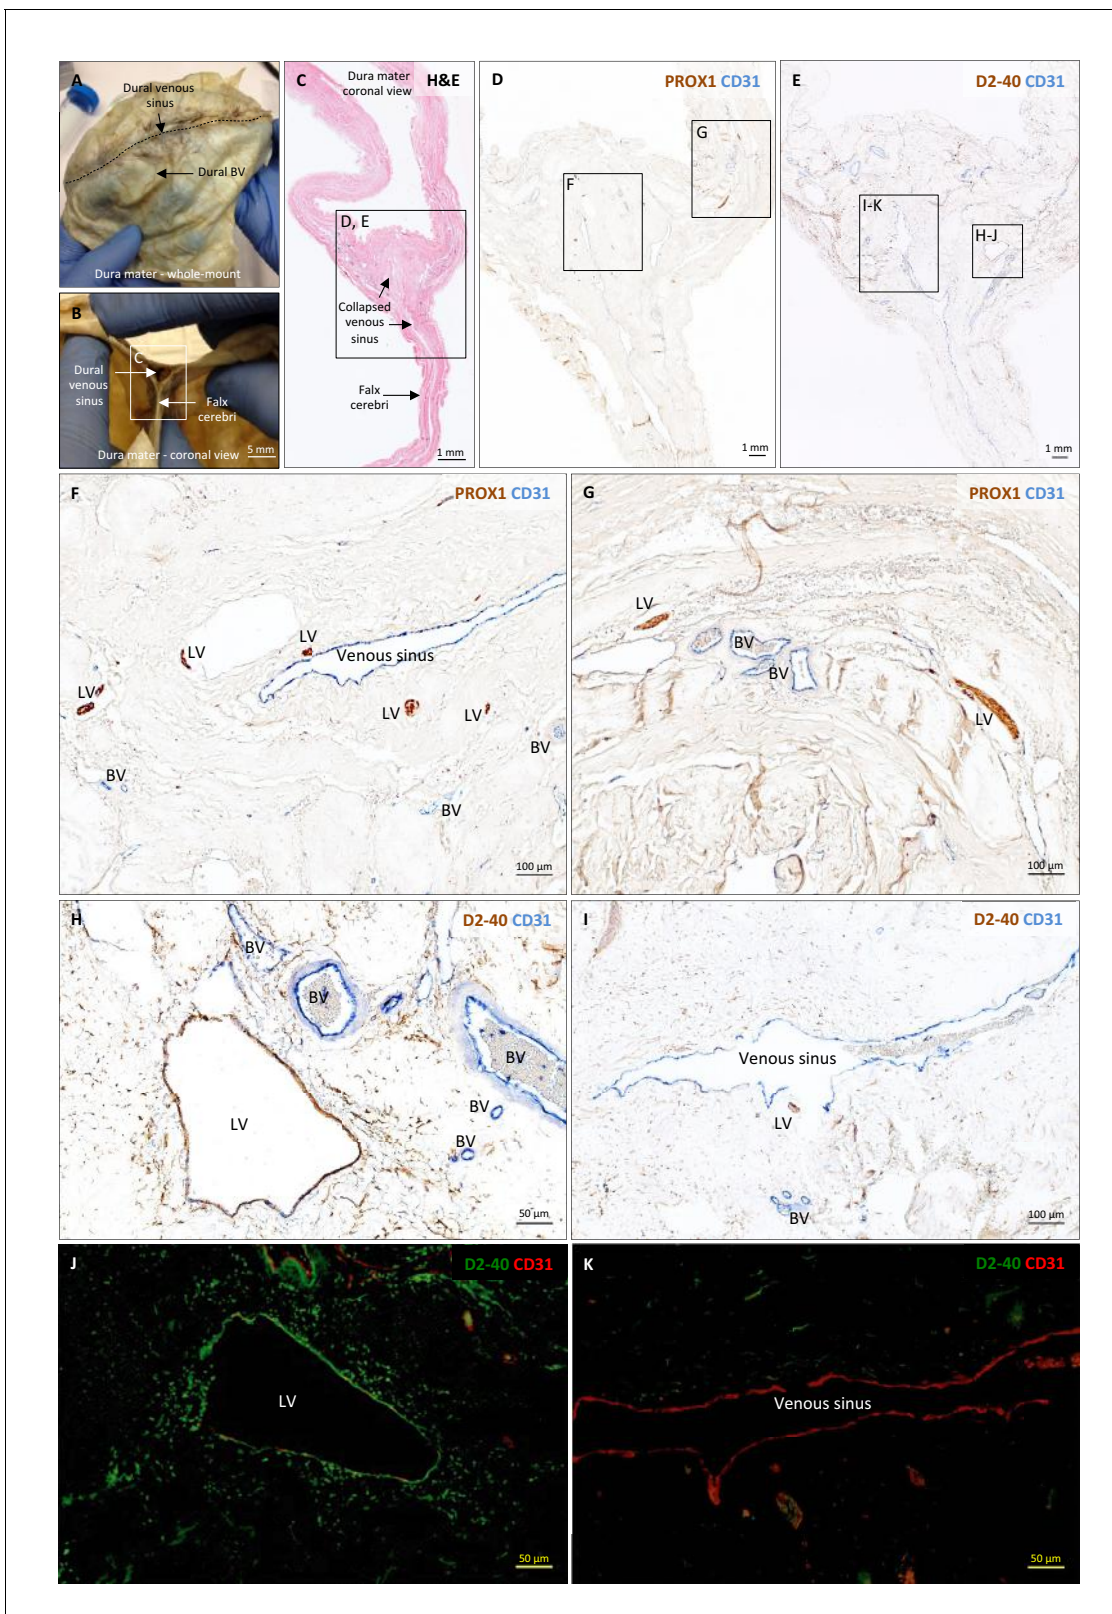 A
Dural venous
sinus
Dural BV
Dura mater - whole-mount
B
C
Dural
venous
sinus
Falx
cerebri
5 mm
Dura mater - coronal view
C
Dura mater
coronal view
H&E
D, E
Collapsed
venous
sinus
Falx
cerebri
1 mm
D
PROX1 CD31
G
F
1 mm
E
D2-40 CD31
I-K
H-J
1 mm
F
PROX1 CD31
LV
LV
Venous sinus
LV
LV
LV
BV
BV
BV
100 µm
G
PROX1 CD31
LV
BV
BV
LV
100 µm
H
D2-40 CD31
BV
BV
BV
LV
BV
BV
50 µm
I
D2-40 CD31
Venous sinus
LV
BV
100 µm
J
D2-40 CD31
LV
50 µm
K
D2-40 CD31
Venous sinus
50 µm